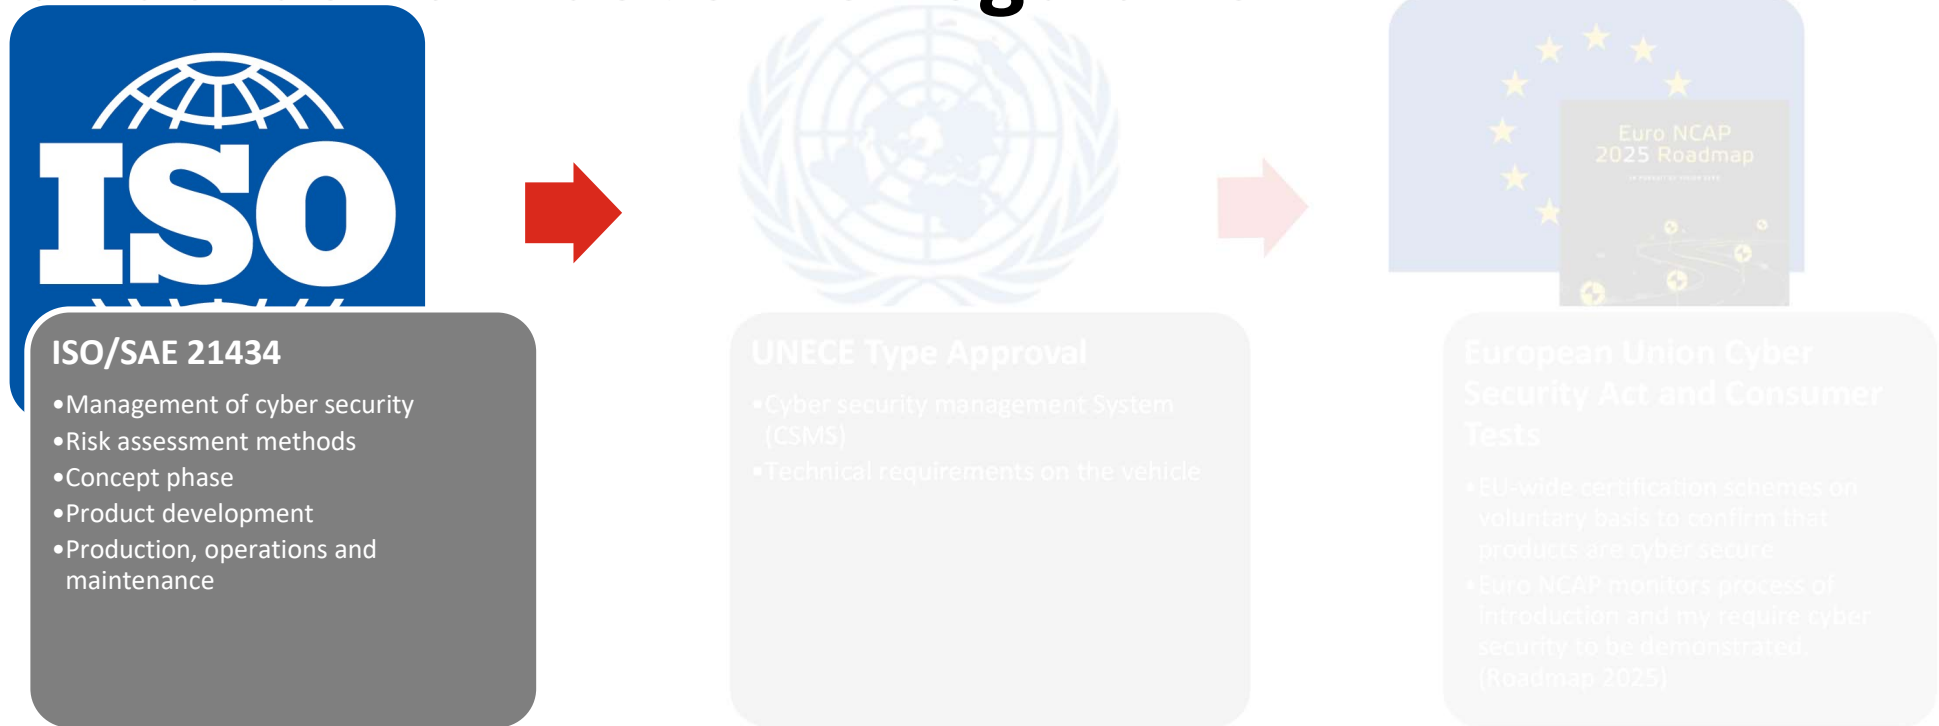 ISO
ISO/SAE 21434
•Management of cyber security
•Risk assessment methods
•Concept phase
•Product development
•Production, operations and
maintenance
UNECE Type Approval
•Cyber security management System
(CSMS)
•Technical requirements on the vehicle
Euro NCAP
2025 Roadmap
European Union Cyber
Security Act and Consumer
Tests
•EU-wide certification schemes on
voluntary basis to confirm that
products are cyber secure
•Euro NCAP monitors process of
introduction and my require cyber
security to be demonstrated.
(Roadmap 2025)